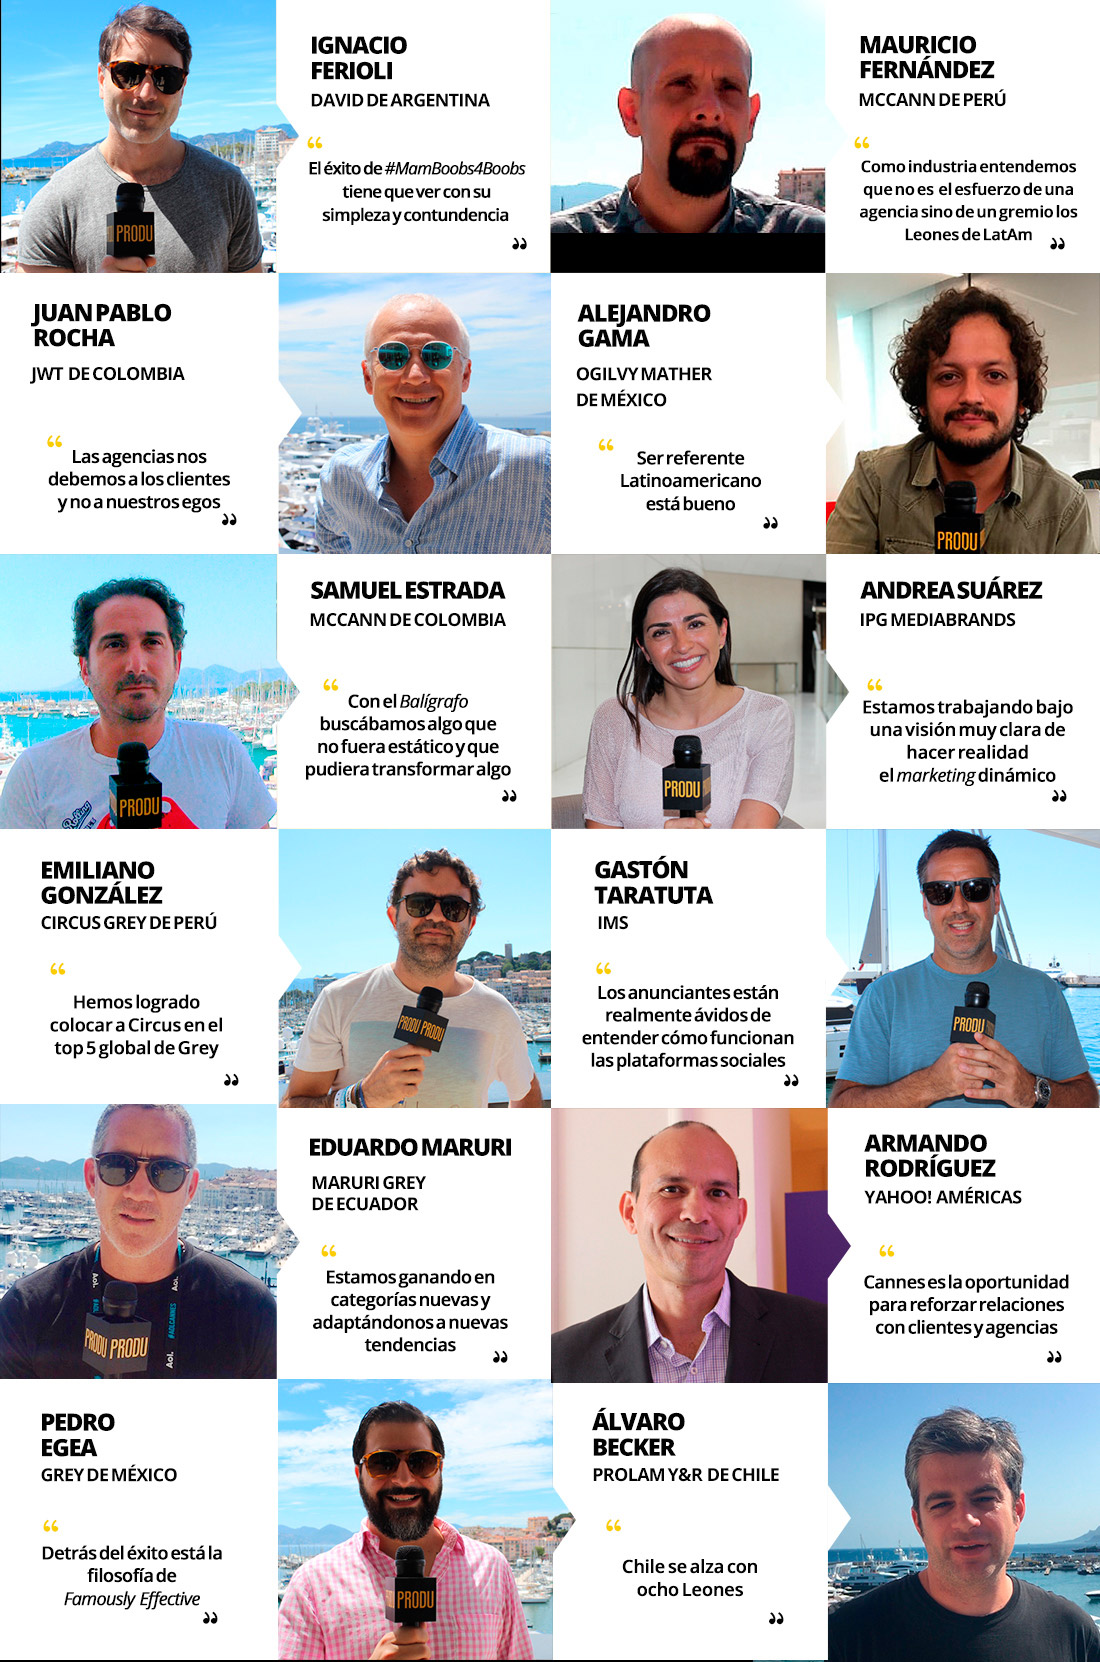 IGNACIO
FERIOLI
DAVID DE ARGENTINA
“
El éxito de #MamBoobs4Boobs
tiene que ver con su
simpleza y contundencia
”
PRODU
MAURICIO
FERNÁNDEZ
MCCANN DE PERÚ
“
Como industria entendemos
que no es el esfuerzo de una
agencia sino de un gremio los
Leones de LatAm ”
JUAN PABLO
ROCHA
JWT DE COLOMBIA
“
Las agencias nos
debemos a los clientes
y no a nuestros egos
”
ALEJANDRO
GAMA
OGILVY MATHER
DE MÉXICO
“
Ser referente
Latinoamericano
está bueno
”
PRODU
SAMUEL ESTRADA
MCCANN DE COLOMBIA
“
Con el Balígrafo
buscábamos algo que
no fuera estático y que
pudiera transformar algo
”
PRODU
ANDREA SUÁREZ
IPG MEDIABRANDS
“
Estamos trabajando bajo
una visión muy clara de
hacer realidad
el marketing dinámico
”
PRODU
EMILIANO
GONZÁLEZ
CIRCUS GREY DE PERÚ
“
Hemos logrado
colocar a Circus en el
top 5 global de Grey
”
PRODU PRODU
GASTÓN
TARATUTA
IMS
“
Los anunciantes están
realmente ávidos de
entender cómo funcionan
las plataformas sociales
”
PRODU
EDUARDO MARURI
MARURI GREY
DE ECUADOR
“
Estamos ganando en
categorías nuevas y
adaptándonos a nuevas
tendencias
”
Aol.
#AOLCANNES
Aol.
PRODU PRODU
ARMANDO
RODRÍGUEZ
YAHOO! AMÉRICAS
“
Cannes es la oportunidad
para reforzar relaciones
con clientes y agencias
”
PEDRO
EGEA
GREY DE MÉXICO
“
Detrás del éxito está la
filosofía de
Famously Effective
”
PRODU
ÁLVARO
BECKER
PROLAM Y&R DE CHILE
“
Chile se alza con
ocho Leones
”